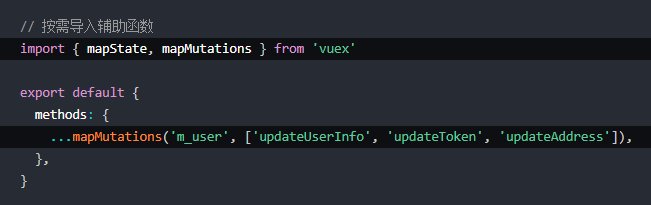 // 按需导入辅助函数
import { mapState, mapMutations } from 'vuex'
export default {
methods: {
...mapMutations('m_user', ['updateUserInfo', 'updateToken', 'updateAddress']),
},
}